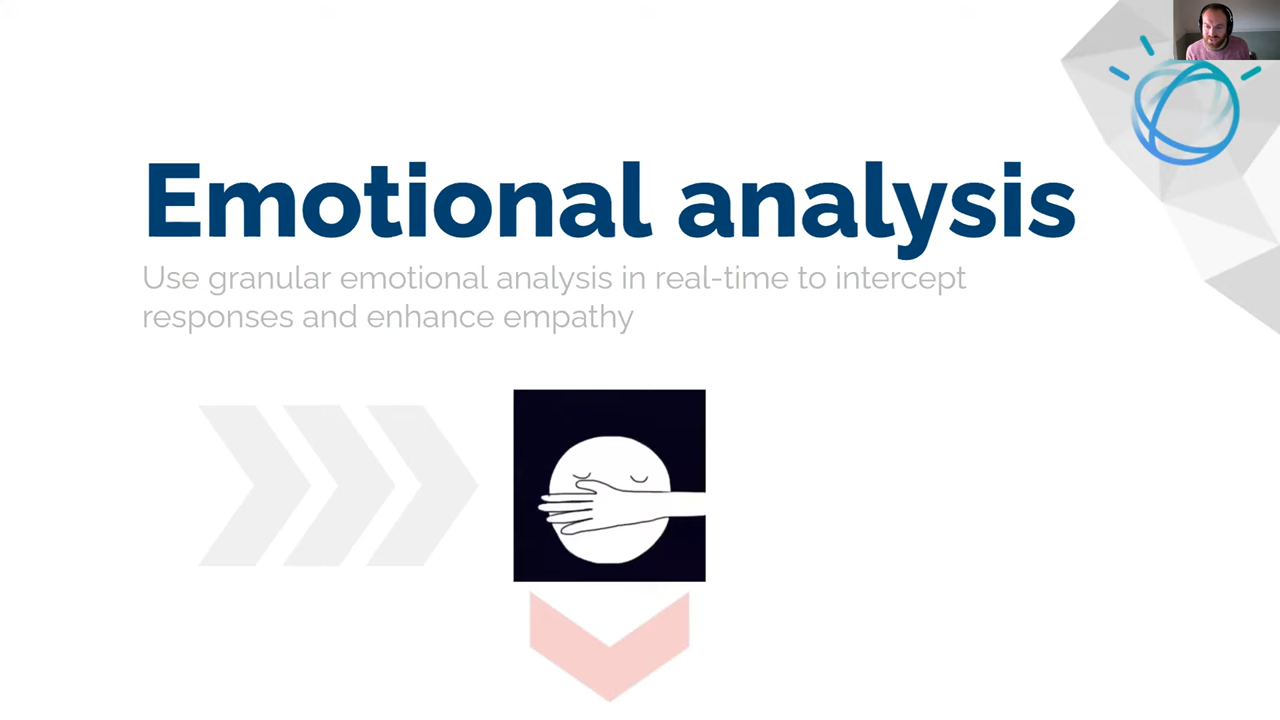 Emotional analysis
Use granular emotional analysis in real-time to intercept
responses and enhance empathy